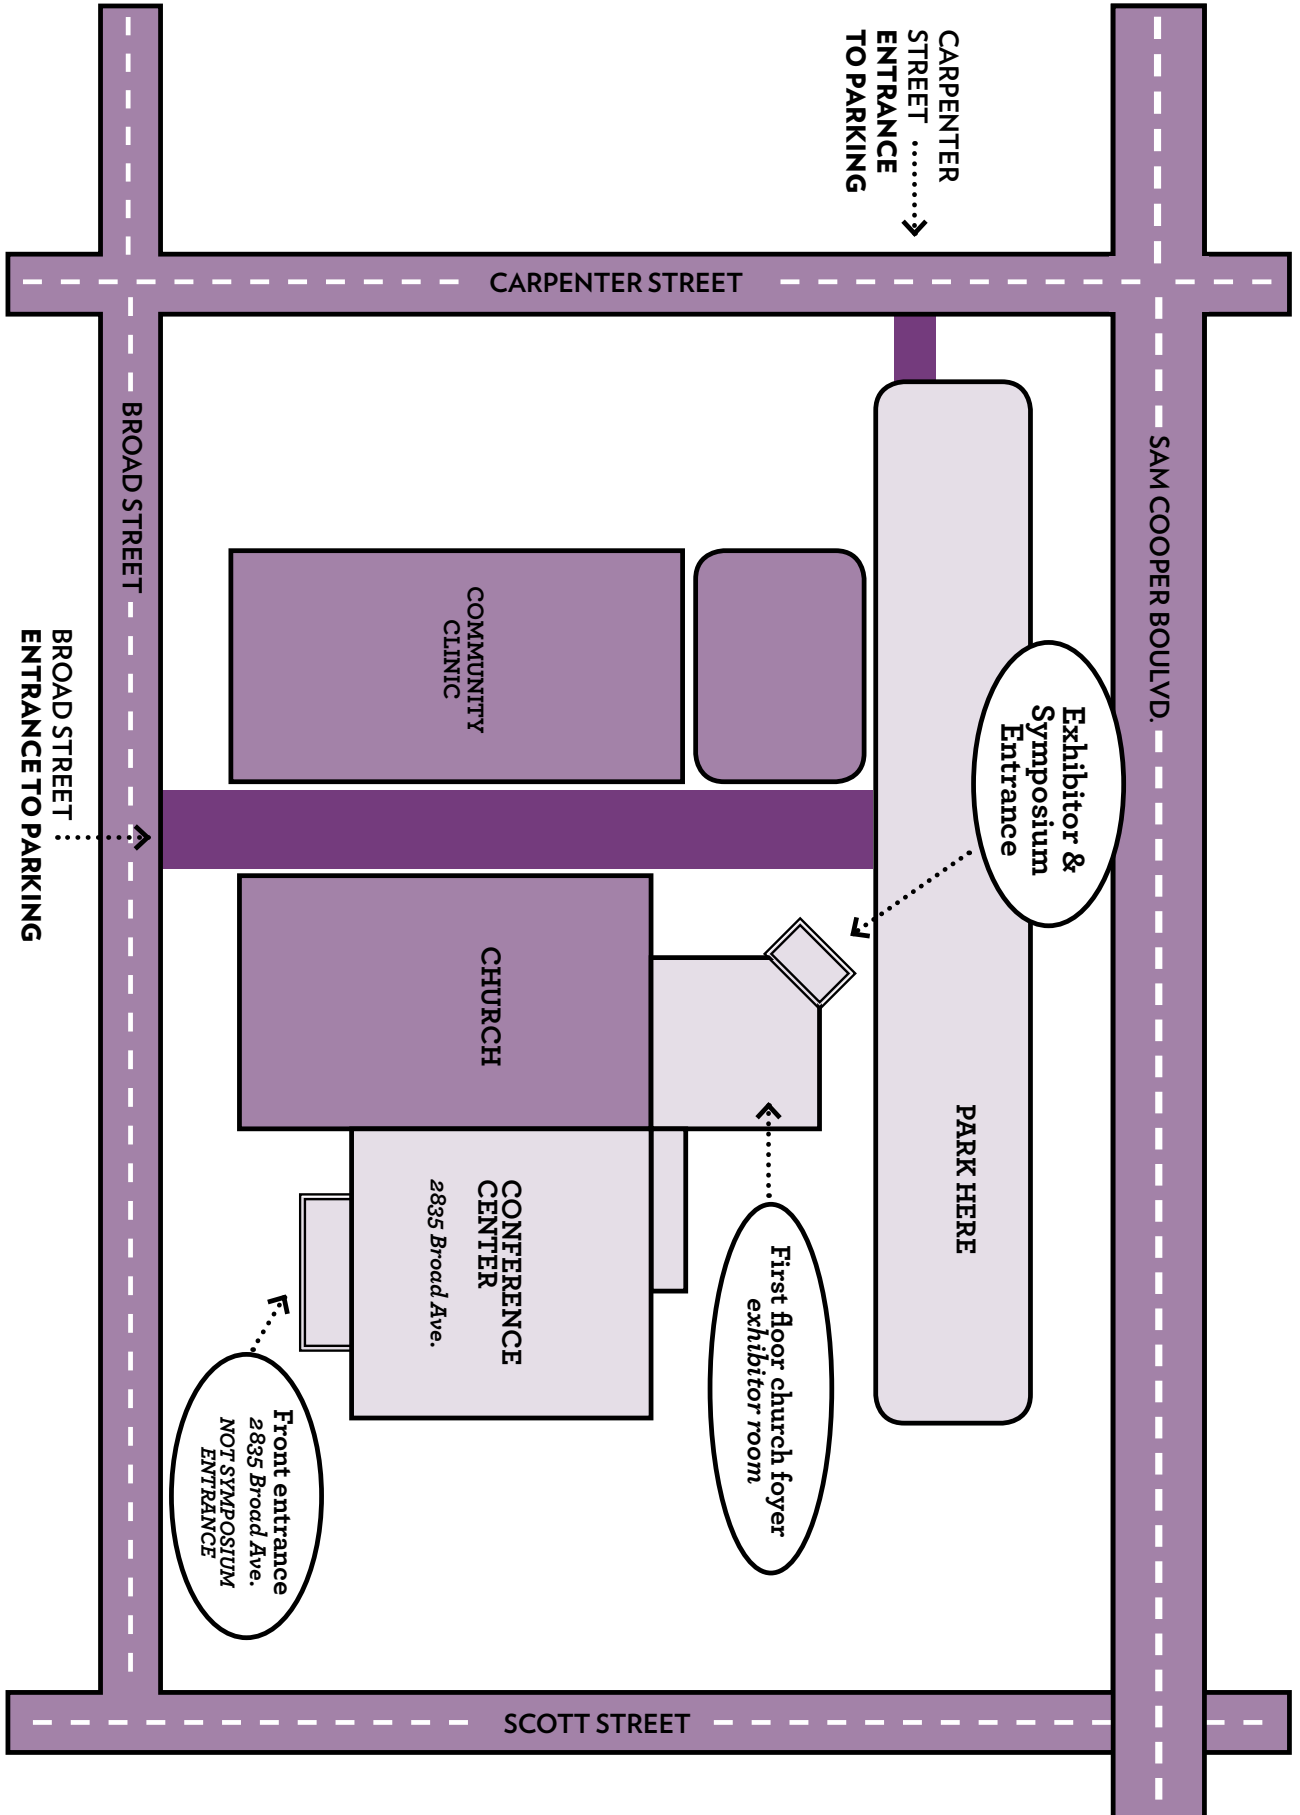 CARPENTER
STREET
ENTRANCE
TO PARKING
CARPENTER STREET
SAM COOPER BOULVD.
BROAD STREET
BROAD STREET
ENTRANCE TO PARKING
COMMUNITY
CLINIC
Exhibitor &
Symposium
Entrance
CHURCH
PARK HERE
CONFERENCE
CENTER
2835 Broad Ave.
First floor church foyer
exhibitor room
Front entrance
2835 Broad Ave.
NOT SYMPOSIUM
ENTRANCE
SCOTT STREET